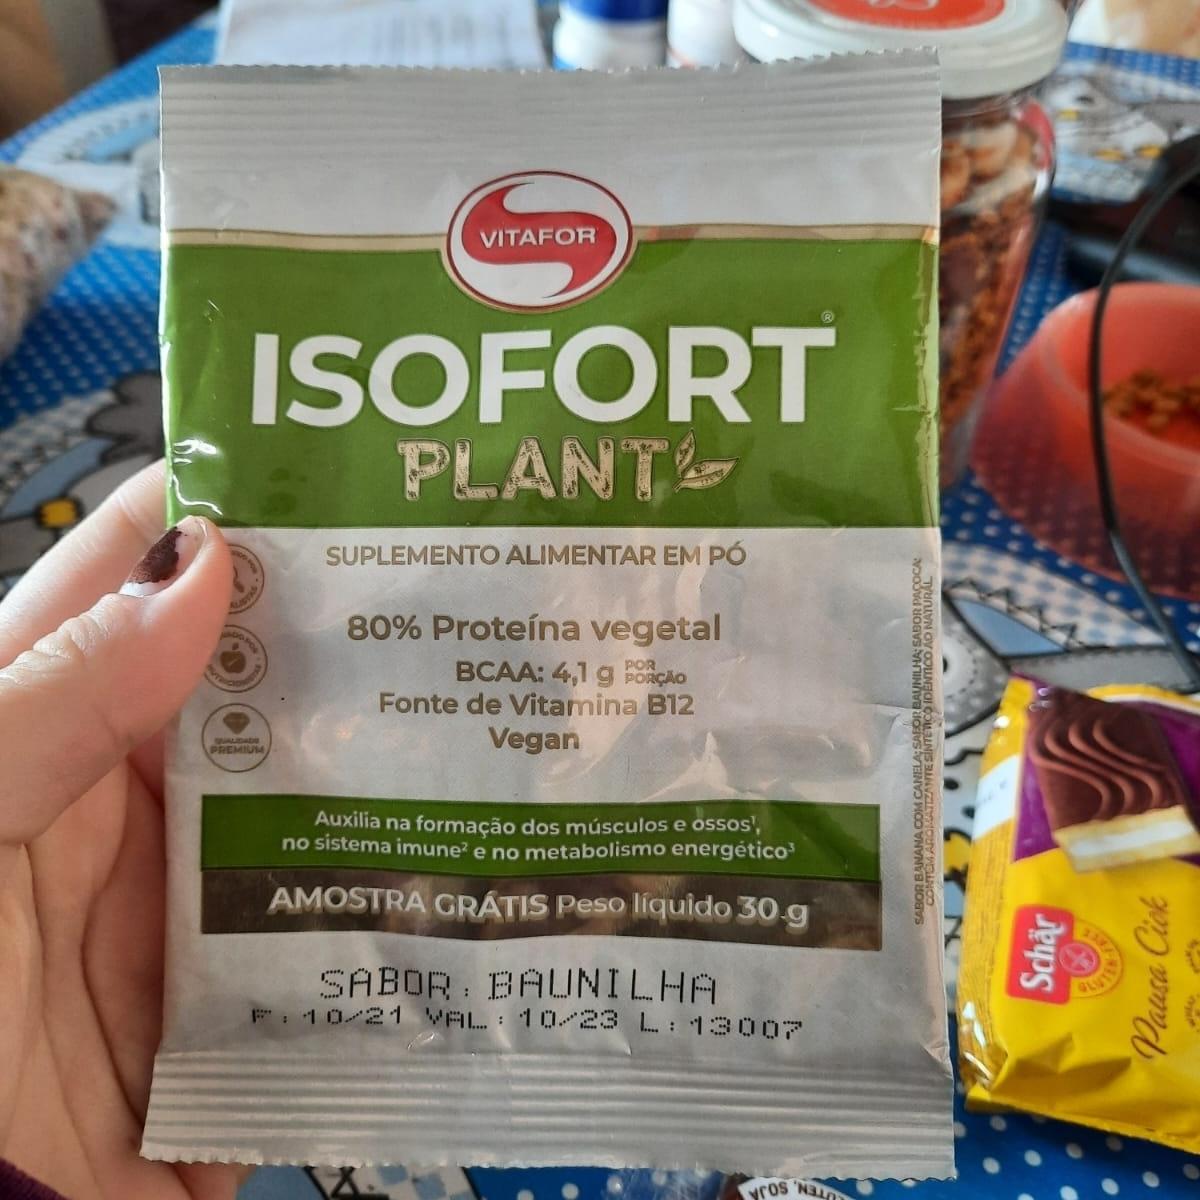 VITAFOR
ISOFORT®
PLANT
SUPLEMENTO ALIMENTAR EM PÓ
80% Proteína vegetal
BCAA: 4,1 g POR PORÇÃO
Fonte de Vitamina B12
Vegan
QUALIDADE
PREMIUM
Auxilia na formação dos músculos e ossos¹,
no sistema imune² e no metabolismo energético³
AMOSTRA GRÁTIS Peso líquido 30 g
SABOR: BAUNILHA
F: 10/21 VAL: 10/23 L: 13007
SABOR BANANA COM CANELA; SABOR BAUNILHA; SABOR PAÇOCA:
CONTÉM AROMATIZANTE SINTÉTICO IDÊNTICO AO NATURAL
Schär
GLUTEN-FREE
Pausa Ciok
GLÚTEN, SOJA